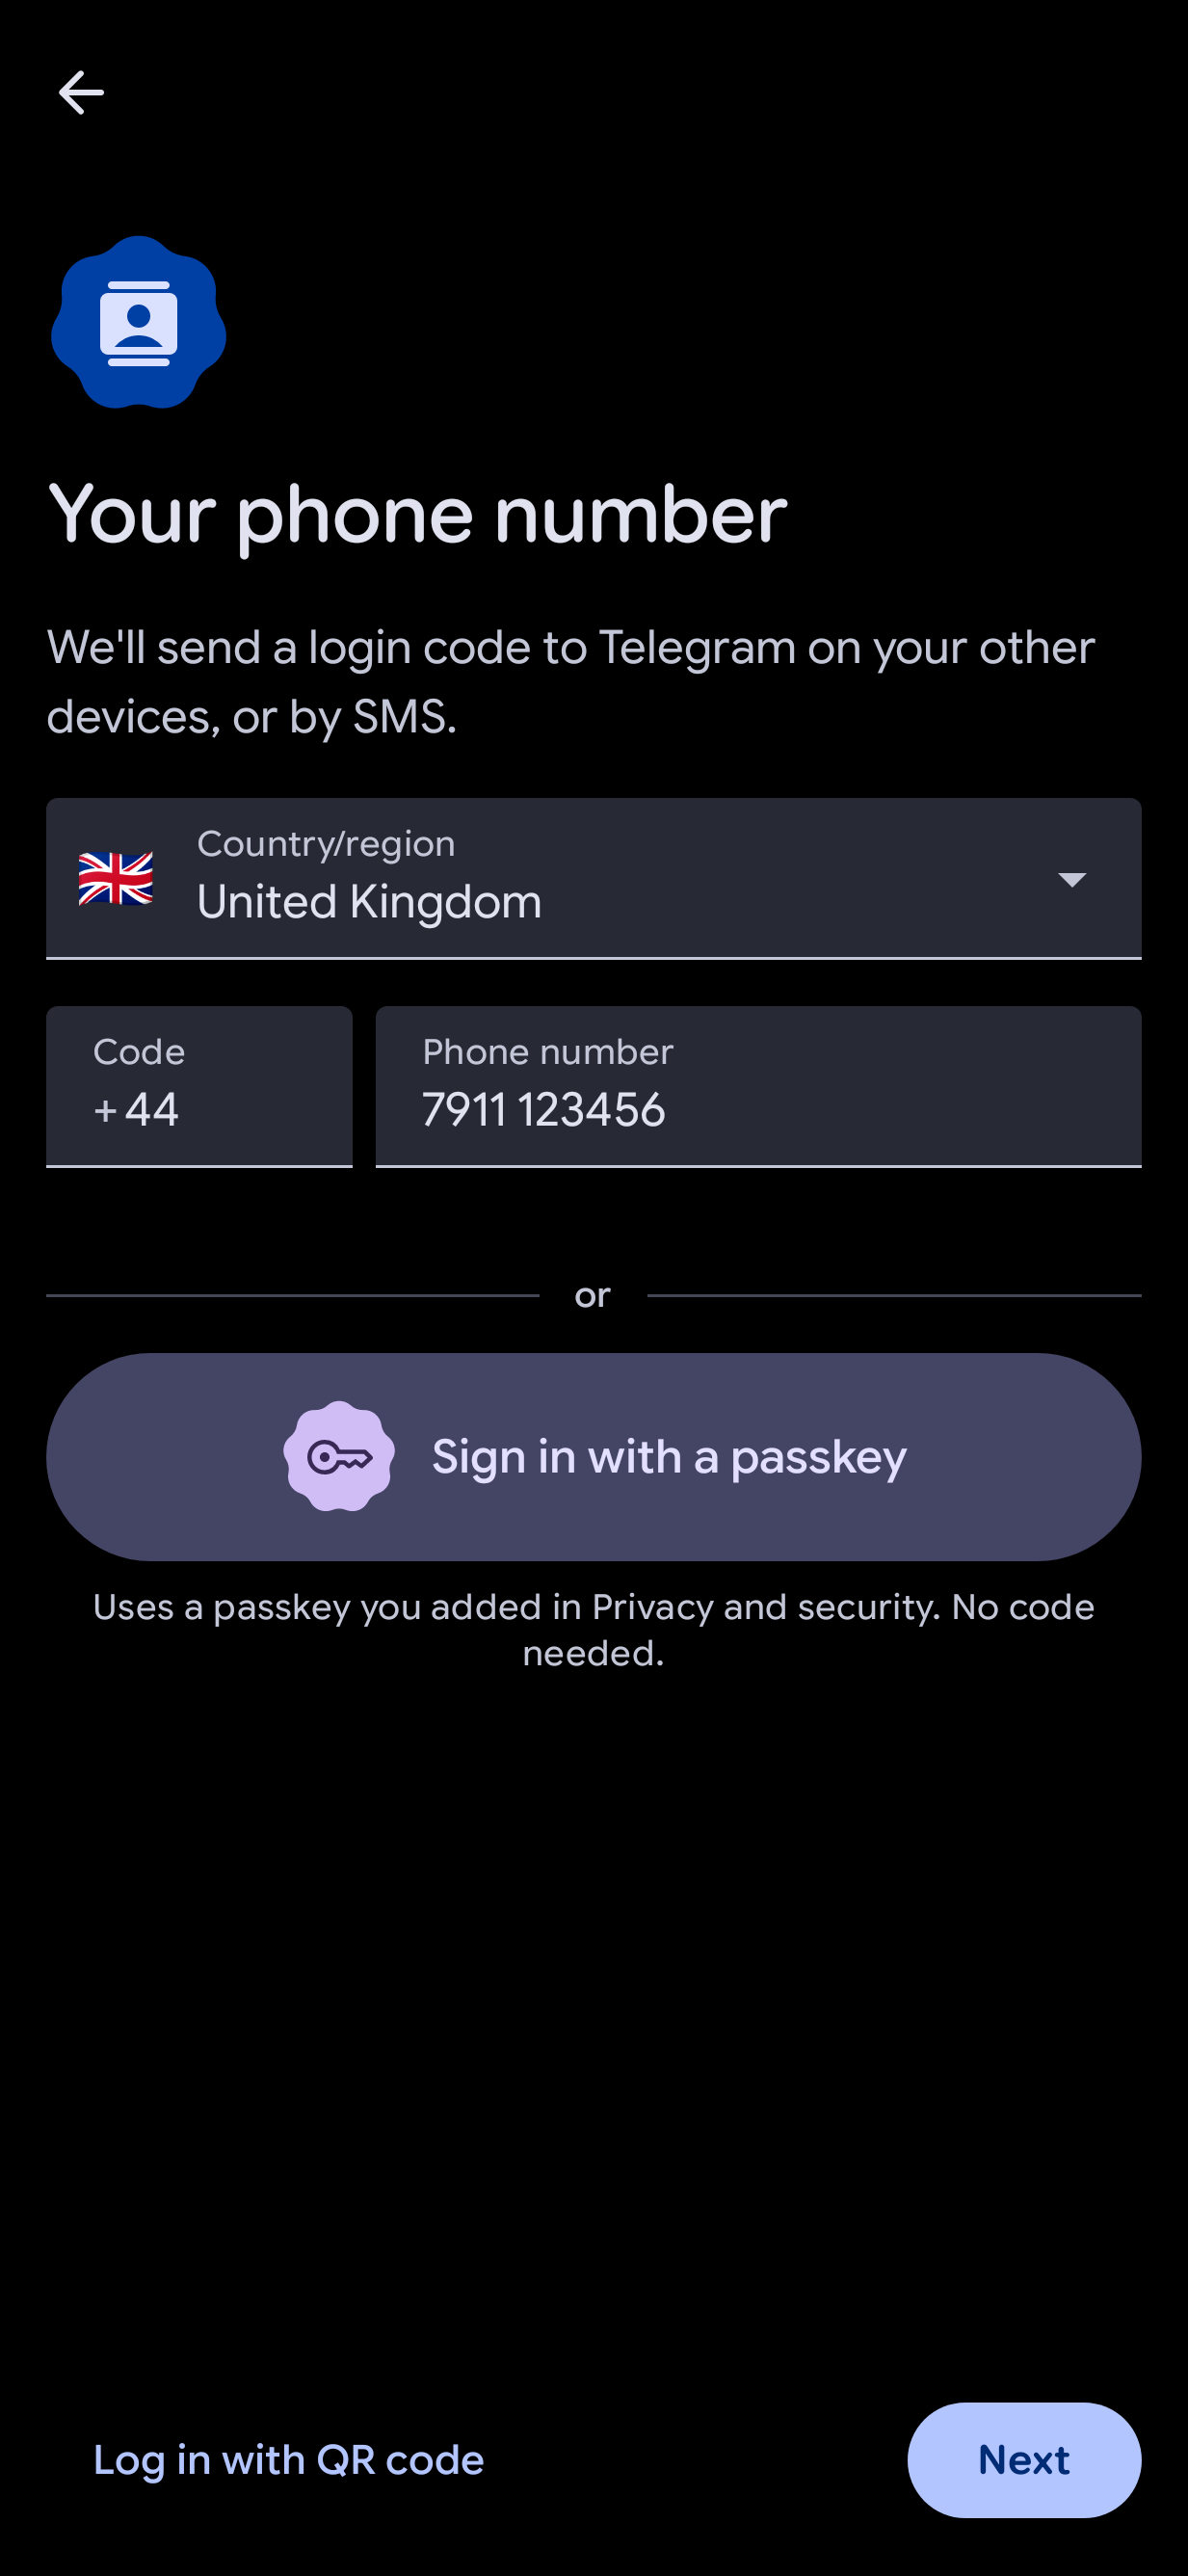 Your phone number
We'll send a login code to Telegram on your other
devices, or by SMS.
Country/region
United Kingdom
Code
+44
Phone number
7911 123456
or
Sign in with a passkey
Uses a passkey you added in Privacy and security. No code
needed.
Log in with QR code
Next